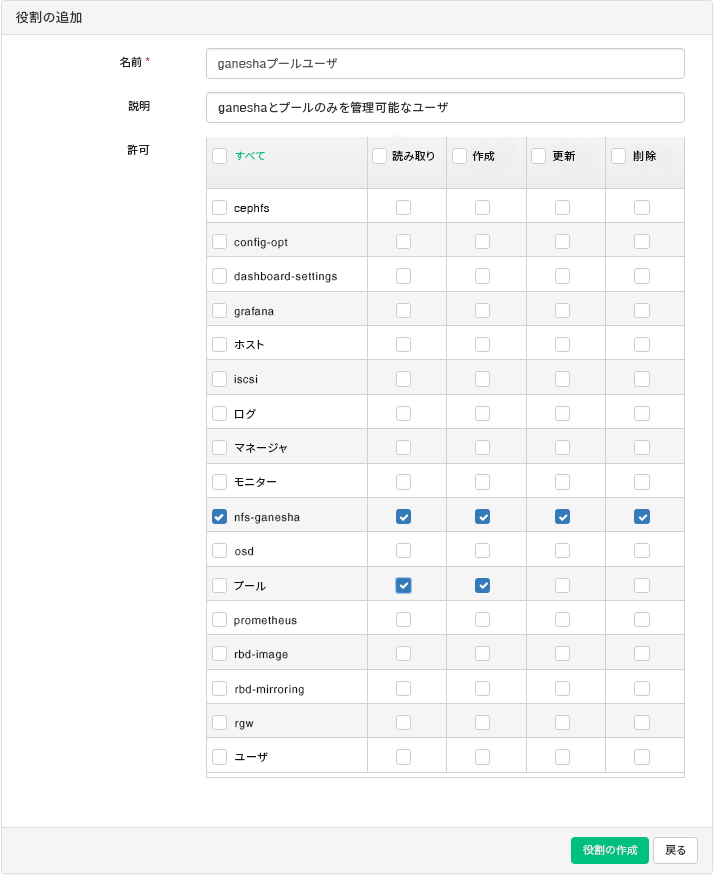 役割の追加
名前 *
ganeshaプールユーザ
説明
ganeshaとプールのみを管理可能なユーザ
許可
すべて 読み取り 作成 更新 削除
cephfs
config-opt
dashboard-settings
grafana
ホスト
iscsi
ログ
マネージャ
モニター
nfs-ganesha
osd
プール
prometheus
rbd-image
rbd-mirroring
rgw
ユーザ
役割の作成 戻る